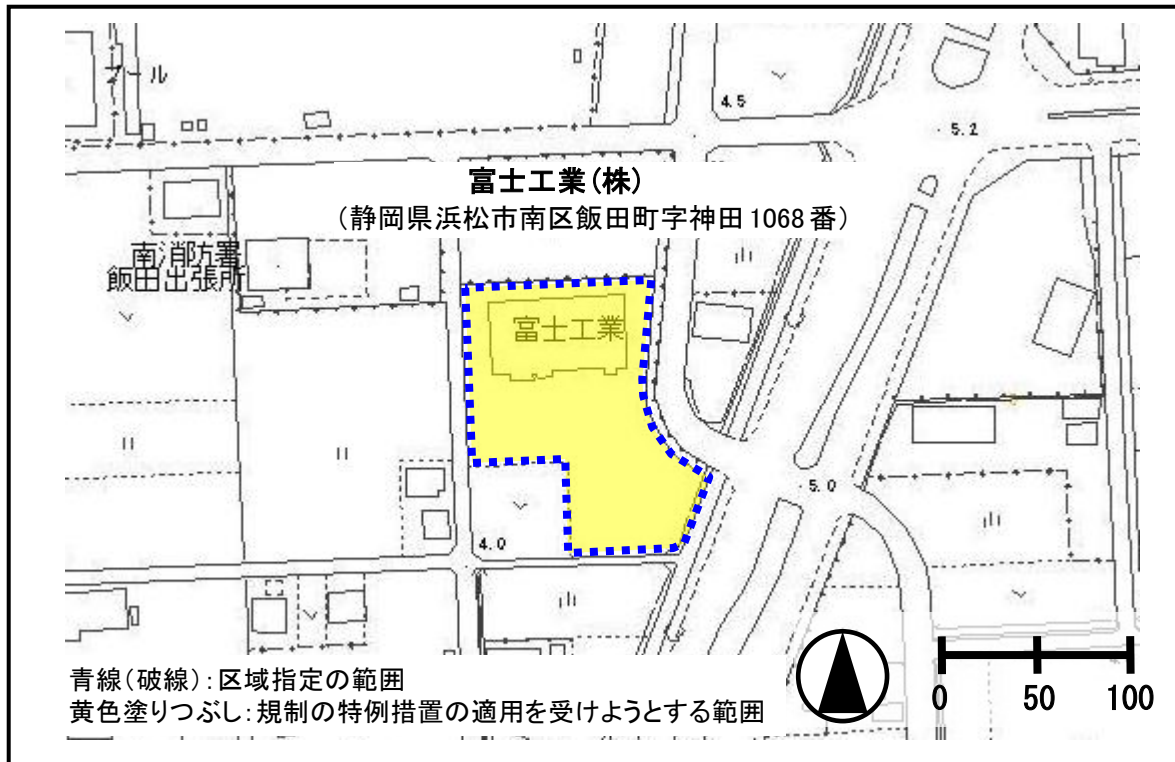 プール
4.5
5.2
富士工業(株)
(静岡県浜松市南区飯田町字神田1068番)
南消防署
飯田出張所
富士工業
5.0
4.0
青線(破線):区域指定の範囲
黄色塗りつぶし:規制の特例措置の適用を受けようとする範囲
0 50 100